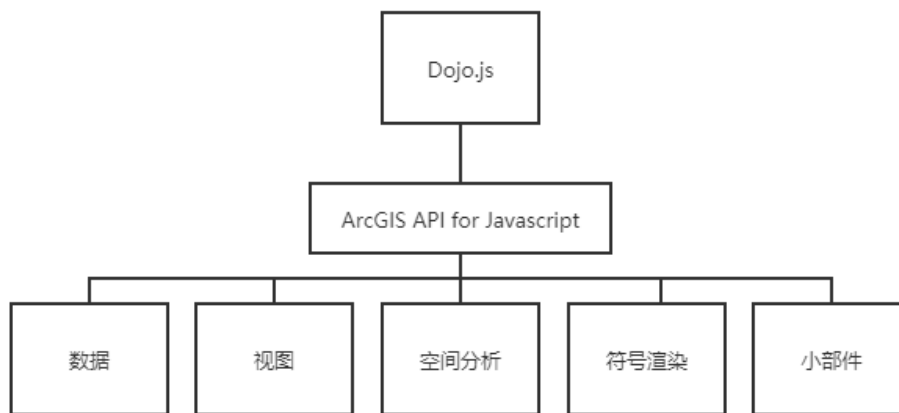 Dojo.js
ArcGIS API for Javascript
数据
视图
空间分析
符号渲染
小部件